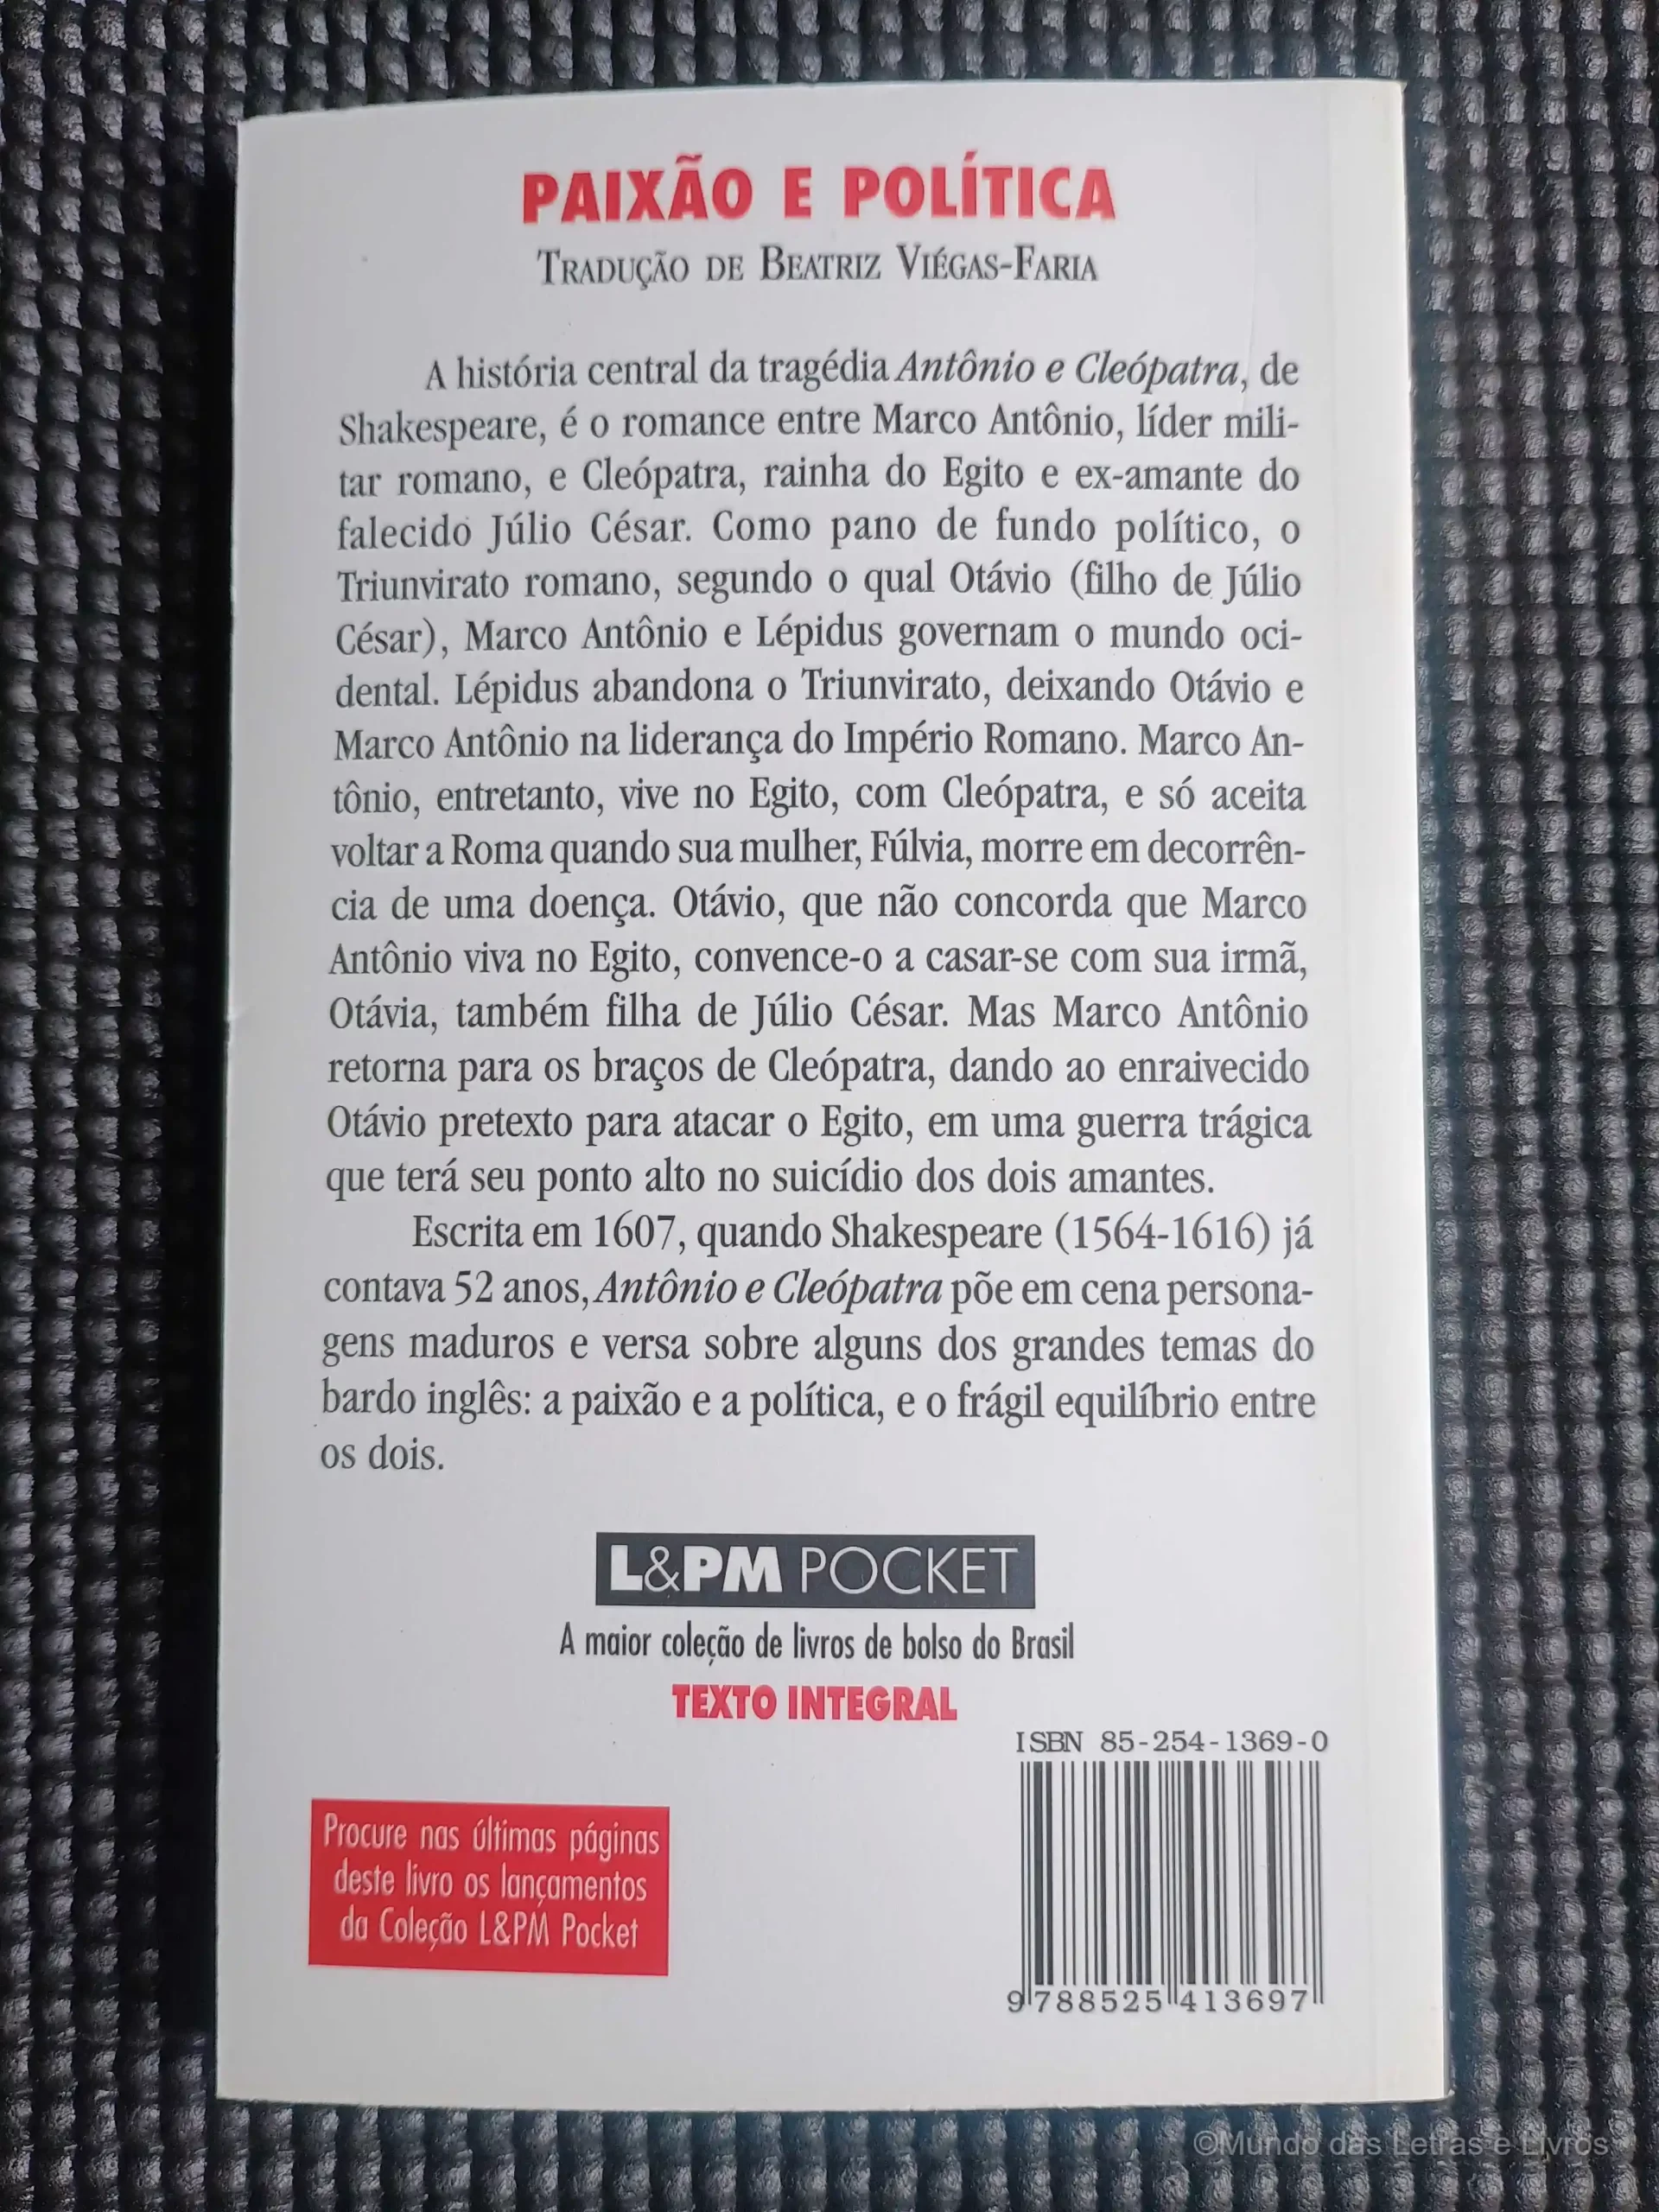 PAIXÃO E POLÍTICA
TRADUÇÃO DE BEATRIZ VIÉGAS-FARIA
A história central da tragédia Antônio e Cleópatra, de
Shakespeare, é o romance entre Marco Antônio, líder mili-
tar romano, e Cleópatra, rainha do Egito e ex-amante do
falecido Júlio César. Como pano de fundo político, o
Triunvirato romano, segundo o qual Otávio (filho de Júlio
César), Marco Antônio e Lépidus governam o mundo oci-
dental. Lépidus abandona o Triunvirato, deixando Otávio e
Marco Antônio na liderança do Império Romano. Marco An-
tônio, entretanto, vive no Egito, com Cleópatra, e só aceita
voltar a Roma quando sua mulher, Fúlvia, morre em decorrên-
cia de uma doença. Otávio, que não concorda que Marco
Antônio viva no Egito, convence-o a casar-se com sua irmã,
Otávia, também filha de Júlio César. Mas Marco Antônio
retorna para os braços de Cleópatra, dando ao enraivecido
Otávio pretexto para atacar o Egito, em uma guerra trágica
que terá seu ponto alto no suicídio dos dois amantes.
Escrita em 1607, quando Shakespeare (1564-1616) já
contava 52 anos, Antônio e Cleópatra põe em cena persona-
gens maduros e versa sobre alguns dos grandes temas do
bardo inglês: a paixão e a política, e o frágil equilíbrio entre
os dois.
L&PM POCKET
A maior coleção de livros de bolso do Brasil
TEXTO INTEGRAL
ISBN 85-254-1369-0
Procure nas últimas páginas
deste livro os lançamentos
da Coleção L&PM Pocket
9 788525 413697
©Mundo das Letras e Livros